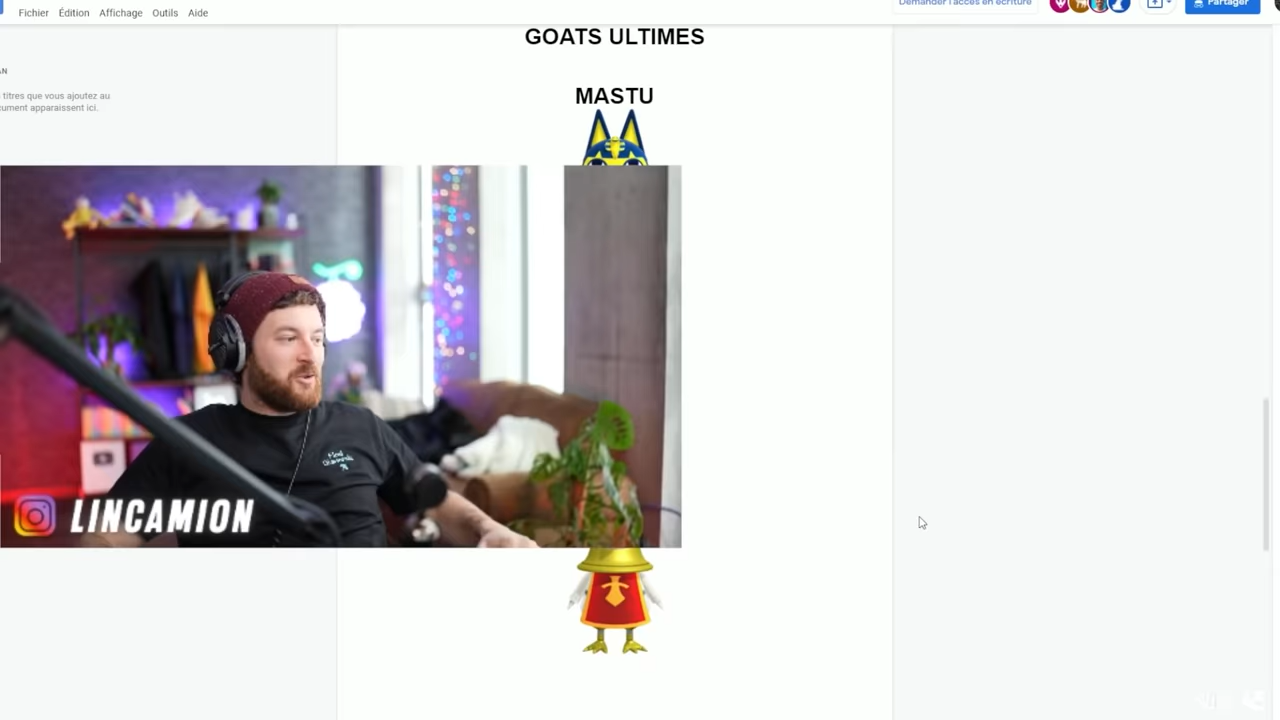 Fichier Édition Affichage Outils Aide
Demander l'accès en écriture
Partager
GOATS ULTIMES
MASTU
titres que vous ajoutez au
cument apparaissent ici.
LINCAMION